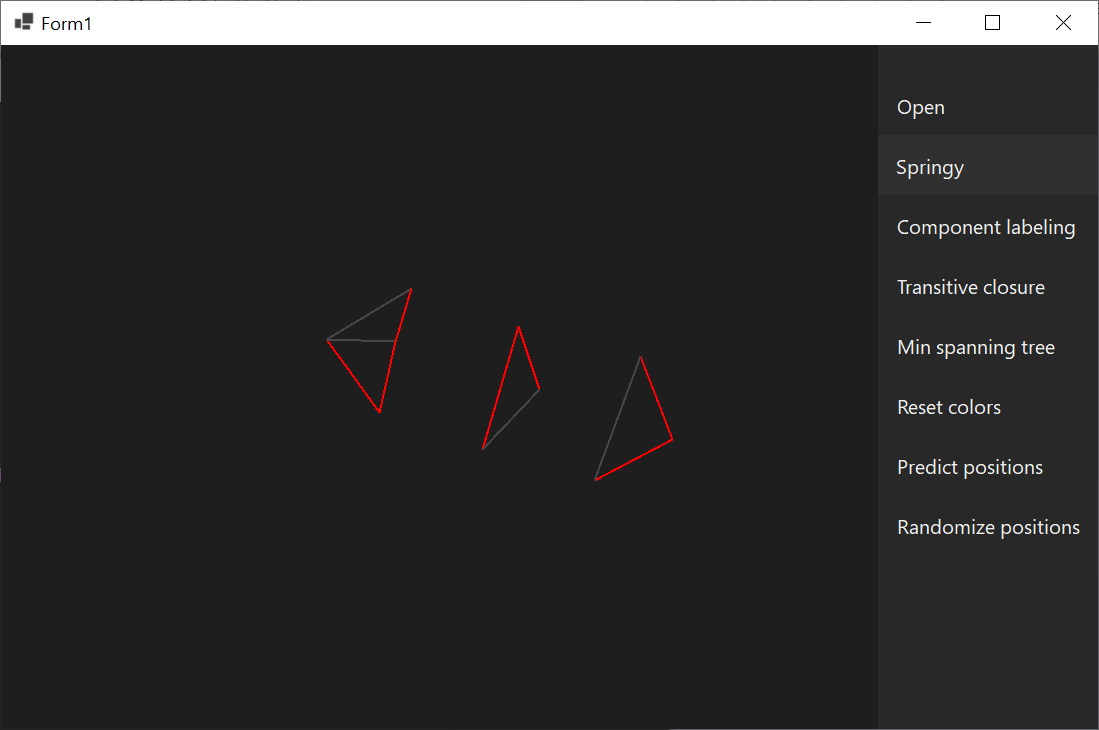 Form1
Open
Springy
Component labeling
Transitive closure
Min spanning tree
Reset colors
Predict positions
Randomize positions